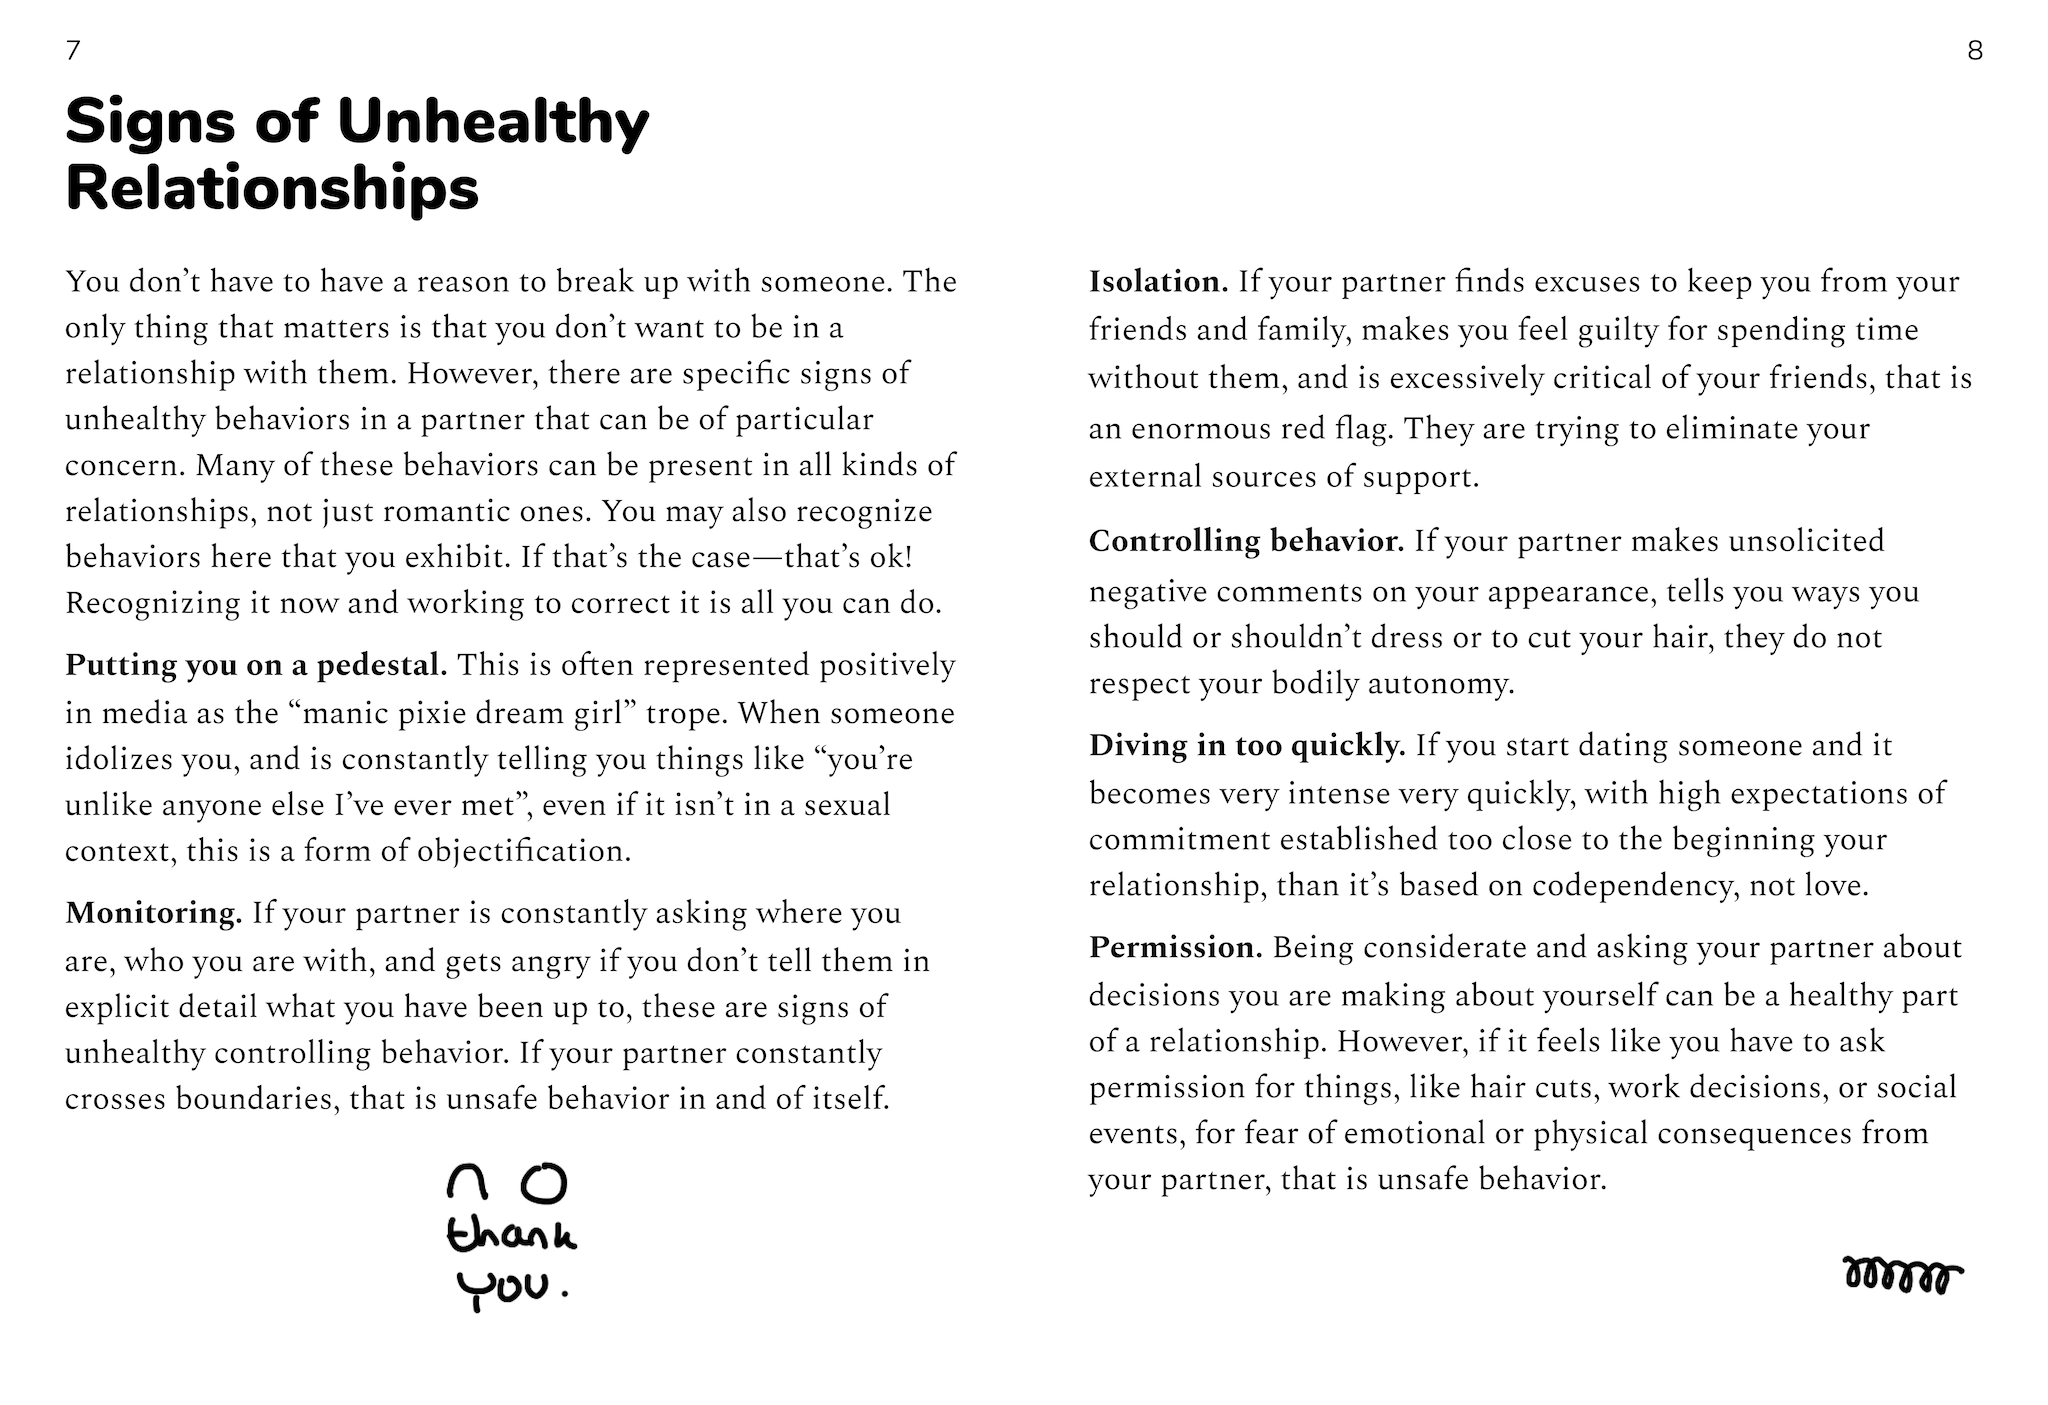 7
Signs of Unhealthy
Relationships
You don’t have to have a reason to break up with someone. The
only thing that matters is that you don’t want to be in a
relationship with them. However, there are specific signs of
unhealthy behaviors in a partner that can be of particular
concern. Many of these behaviors can be present in all kinds of
relationships, not just romantic ones. You may also recognize
behaviors here that you exhibit. If that’s the case—that’s ok!
Recognizing it now and working to correct it is all you can do.
Putting you on a pedestal. This is often represented positively
in media as the “manic pixie dream girl” trope. When someone
idolizes you, and is constantly telling you things like “you’re
unlike anyone else I’ve ever met”, even if it isn’t in a sexual
context, this is a form of objectification.
Monitoring. If your partner is constantly asking where you
are, who you are with, and gets angry if you don’t tell them in
explicit detail what you have been up to, these are signs of
unhealthy controlling behavior. If your partner constantly
crosses boundaries, that is unsafe behavior in and of itself.
no
thank
you.
8
Isolation. If your partner finds excuses to keep you from your
friends and family, makes you feel guilty for spending time
without them, and is excessively critical of your friends, that is
an enormous red flag. They are trying to eliminate your
external sources of support.
Controlling behavior. If your partner makes unsolicited
negative comments on your appearance, tells you ways you
should or shouldn’t dress or to cut your hair, they do not
respect your bodily autonomy.
Diving in too quickly. If you start dating someone and it
becomes very intense very quickly, with high expectations of
commitment established too close to the beginning your
relationship, than it’s based on codependency, not love.
Permission. Being considerate and asking your partner about
decisions you are making about yourself can be a healthy part
of a relationship. However, if it feels like you have to ask
permission for things, like hair cuts, work decisions, or social
events, for fear of emotional or physical consequences from
your partner, that is unsafe behavior.